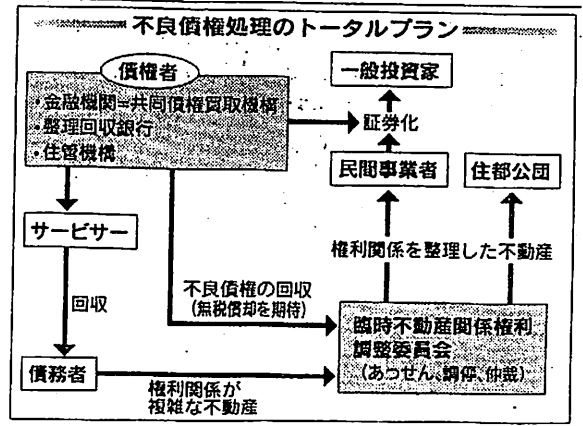 不良債権処理のトータルプラン
債権者
・金融機関=共同債権買取機構
・整理回収銀行
・住管機構
一般投資家
証券化
民間事業者
住都公団
サービサー
権利関係を整理した不動産
回収
不良債権の回収
(無税償却を期待)
臨時不動産関係権利
調整委員会
(あっせん、調停、仲裁)
債務者
権利関係が
複雑な不動産